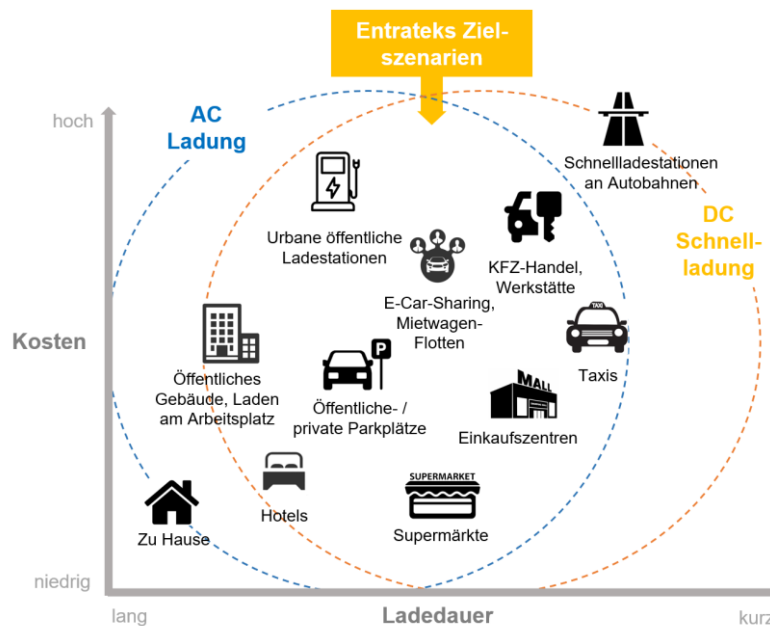 Entrateks Ziel-
szenarien
hoch
AC
Ladung
Schnellladestationen
an Autobahnen
DC
Schnell-
ladung
Urbane öffentliche
Ladestationen
KFZ-Handel,
Werkstätte
E-Car-Sharing,
Mietwagen-
Flotten
TAXI
Taxis
Kosten
Öffentliches
Gebäude, Laden
am Arbeitsplatz
P
Öffentliche- /
private Parkplätze
MALL
Einkaufszentren
Zu Hause
Hotels
SUPERMARKET
Supermärkte
niedrig
lang
Ladedauer
kurz